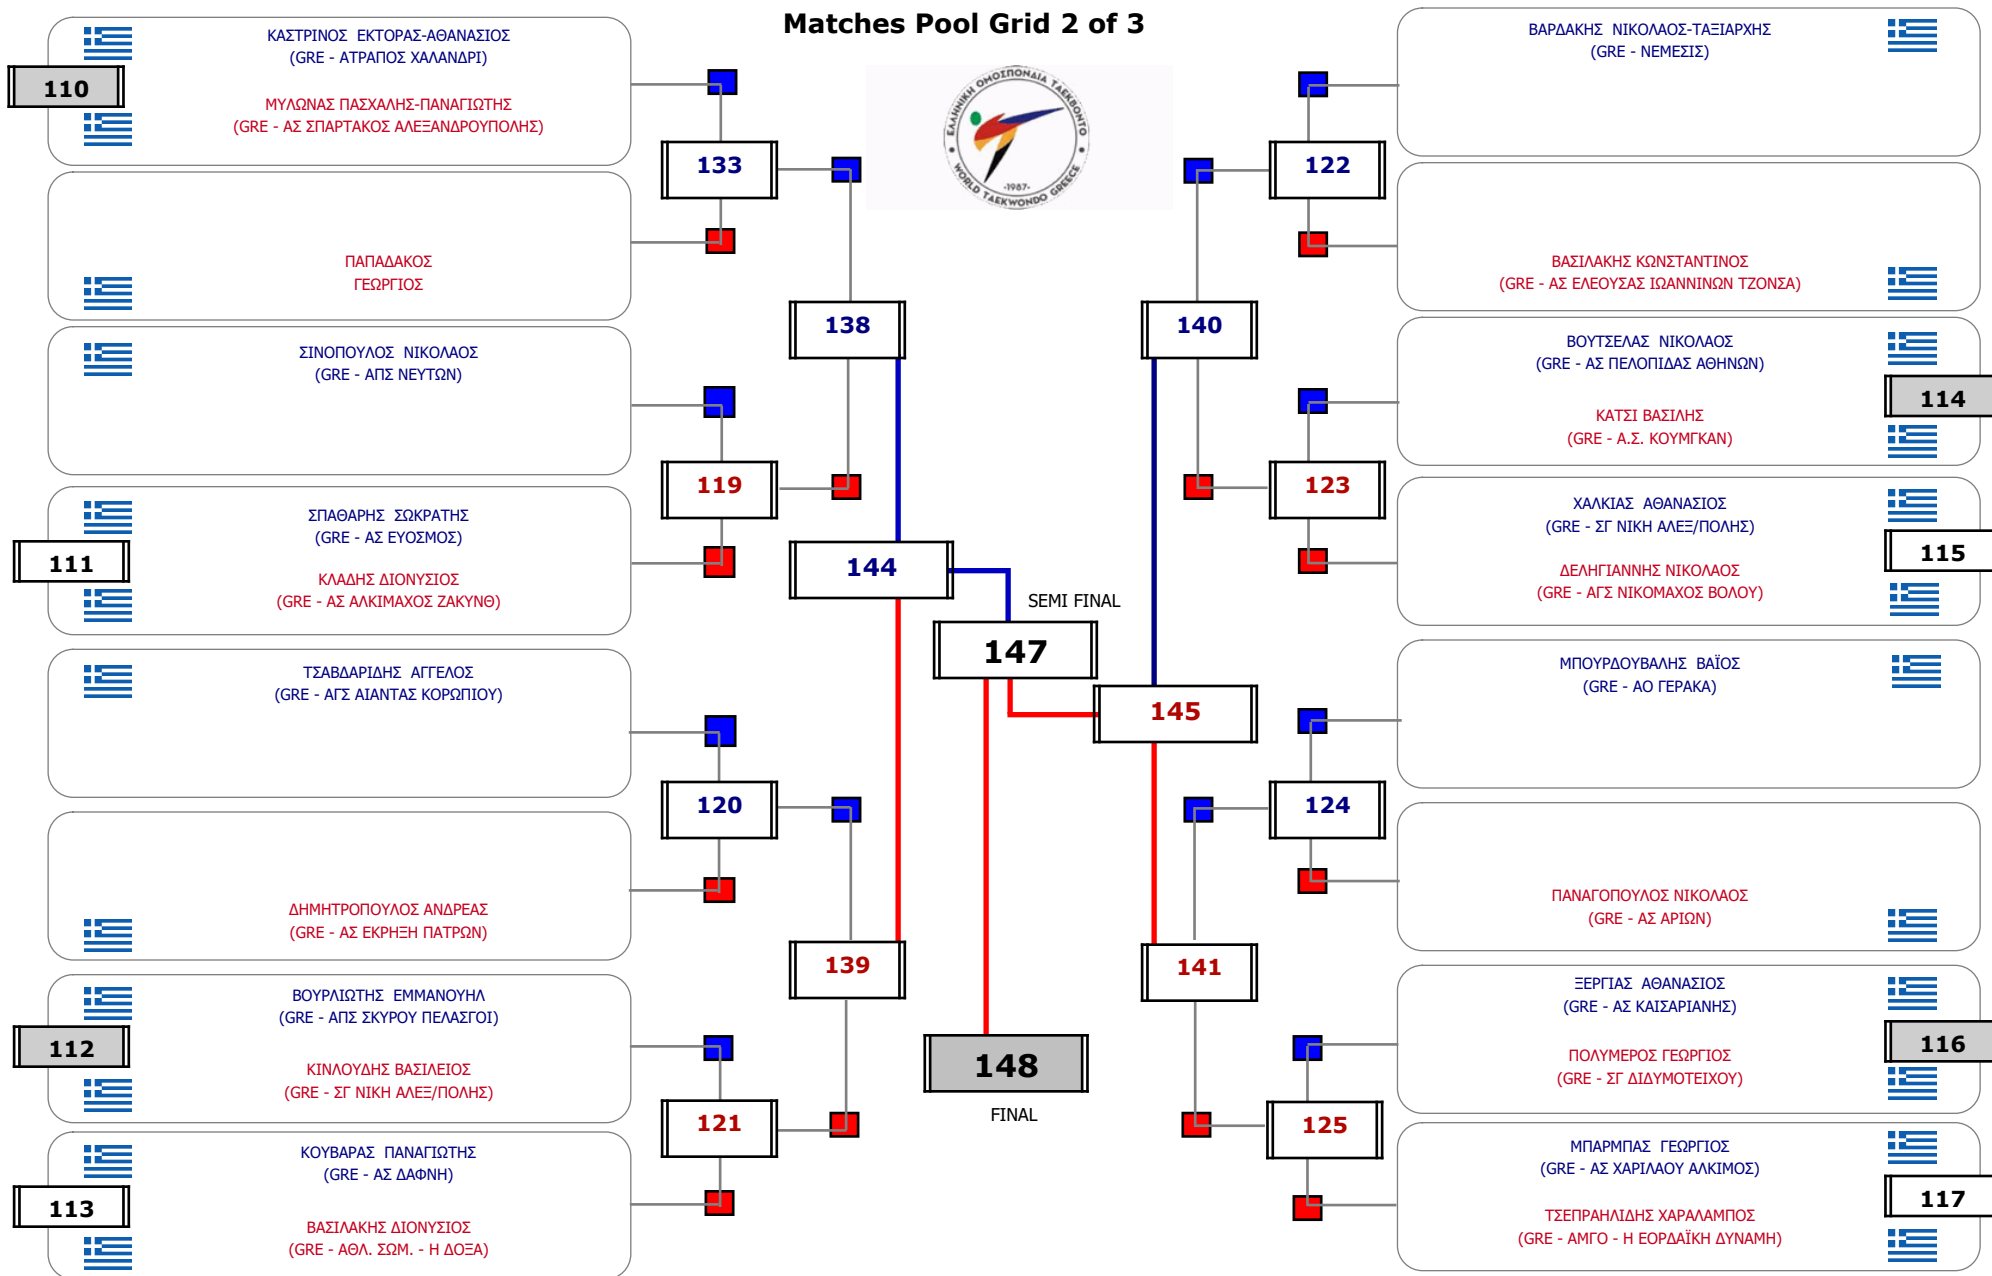 Matches Pool Grid 2 of 3
ΕΛΛΗΝΙΚΗ ΟΜΟΣΠΟΝΔΙΑ ΤΑΕΚΒΟΝΤΟ
-1987-
WORLD TAEKWONDO GREECE
110
ΚΑΣΤΡΙΝΟΣ ΕΚΤΟΡΑΣ-ΑΘΑΝΑΣΙΟΣ
(GRE - ΑΤΡΑΠΟΣ ΧΑΛΑΝΔΡΙ)
ΜΥΛΩΝΑΣ ΠΑΣΧΑΛΗΣ-ΠΑΝΑΓΙΩΤΗΣ
(GRE - ΑΣ ΣΠΑΡΤΑΚΟΣ ΑΛΕΞΑΝΔΡΟΥΠΟΛΗΣ)
133
ΠΑΠΑΔΑΚΟΣ
ΓΕΩΡΓΙΟΣ
138
ΣΙΝΟΠΟΥΛΟΣ ΝΙΚΟΛΑΟΣ
(GRE - ΑΠΣ ΝΕΥΤΩΝ)
119
111
ΣΠΑΘΑΡΗΣ ΣΩΚΡΑΤΗΣ
(GRE - ΑΣ ΕΥΟΣΜΟΣ)
ΚΛΑΔΗΣ ΔΙΟΝΥΣΙΟΣ
(GRE - ΑΣ ΑΛΚΙΜΑΧΟΣ ΖΑΚΥΝΘ)
144
ΤΣΑΒΔΑΡΙΔΗΣ ΑΓΓΕΛΟΣ
(GRE - ΑΓΣ ΑΙΑΝΤΑΣ ΚΟΡΩΠΙΟΥ)
120
ΔΗΜΗΤΡΟΠΟΥΛΟΣ ΑΝΔΡΕΑΣ
(GRE - ΑΣ ΕΚΡΗΞΗ ΠΑΤΡΩΝ)
139
112
ΒΟΥΡΛΙΩΤΗΣ ΕΜΜΑΝΟΥΗΛ
(GRE - ΑΠΣ ΣΚΥΡΟΥ ΠΕΛΑΣΓΟΙ)
ΚΙΝΛΟΥΔΗΣ ΒΑΣΙΛΕΙΟΣ
(GRE - ΣΓ ΝΙΚΗ ΑΛΕΞ/ΠΟΛΗΣ)
121
113
ΚΟΥΒΑΡΑΣ ΠΑΝΑΓΙΩΤΗΣ
(GRE - ΑΣ ΔΑΦΝΗ)
ΒΑΣΙΛΑΚΗΣ ΔΙΟΝΥΣΙΟΣ
(GRE - ΑΘΛ. ΣΩΜ. - Η ΔΟΞΑ)
SEMI FINAL
147
148
FINAL
ΒΑΡΔΑΚΗΣ ΝΙΚΟΛΑΟΣ-ΤΑΞΙΑΡΧΗΣ
(GRE - ΝΕΜΕΣΙΣ)
122
ΒΑΣΙΛΑΚΗΣ ΚΩΝΣΤΑΝΤΙΝΟΣ
(GRE - ΑΣ ΕΛΕΟΥΣΑΣ ΙΩΑΝΝΙΝΩΝ ΤΖΟΝΣΑ)
140
ΒΟΥΤΣΕΛΑΣ ΝΙΚΟΛΑΟΣ
(GRE - ΑΣ ΠΕΛΟΠΙΔΑΣ ΑΘΗΝΩΝ)
114
ΚΑΤΣΙ ΒΑΣΙΛΗΣ
(GRE - Α.Σ. ΚΟΥΜΓΚΑΝ)
123
ΧΑΛΚΙΑΣ ΑΘΑΝΑΣΙΟΣ
(GRE - ΣΓ ΝΙΚΗ ΑΛΕΞ/ΠΟΛΗΣ)
115
ΔΕΛΗΓΙΑΝΝΗΣ ΝΙΚΟΛΑΟΣ
(GRE - ΑΓΣ ΝΙΚΟΜΑΧΟΣ ΒΟΛΟΥ)
145
ΜΠΟΥΡΔΟΥΒΑΛΗΣ ΒΑΪΟΣ
(GRE - ΑΟ ΓΕΡΑΚΑ)
124
ΠΑΝΑΓΟΠΟΥΛΟΣ ΝΙΚΟΛΑΟΣ
(GRE - ΑΣ ΑΡΙΩΝ)
141
ΞΕΡΓΙΑΣ ΑΘΑΝΑΣΙΟΣ
(GRE - ΑΣ ΚΑΙΣΑΡΙΑΝΗΣ)
116
ΠΟΛΥΜΕΡΟΣ ΓΕΩΡΓΙΟΣ
(GRE - ΣΓ ΔΙΔΥΜΟΤΕΙΧΟΥ)
125
ΜΠΑΡΜΠΑΣ ΓΕΩΡΓΙΟΣ
(GRE - ΑΣ ΧΑΡΙΛΑΟΥ ΑΛΚΙΜΟΣ)
117
ΤΣΕΠΡΑΗΛΙΔΗΣ ΧΑΡΑΛΑΜΠΟΣ
(GRE - ΑΜΓΟ - Η ΕΟΡΔΑΪΚΗ ΔΥΝΑΜΗ)